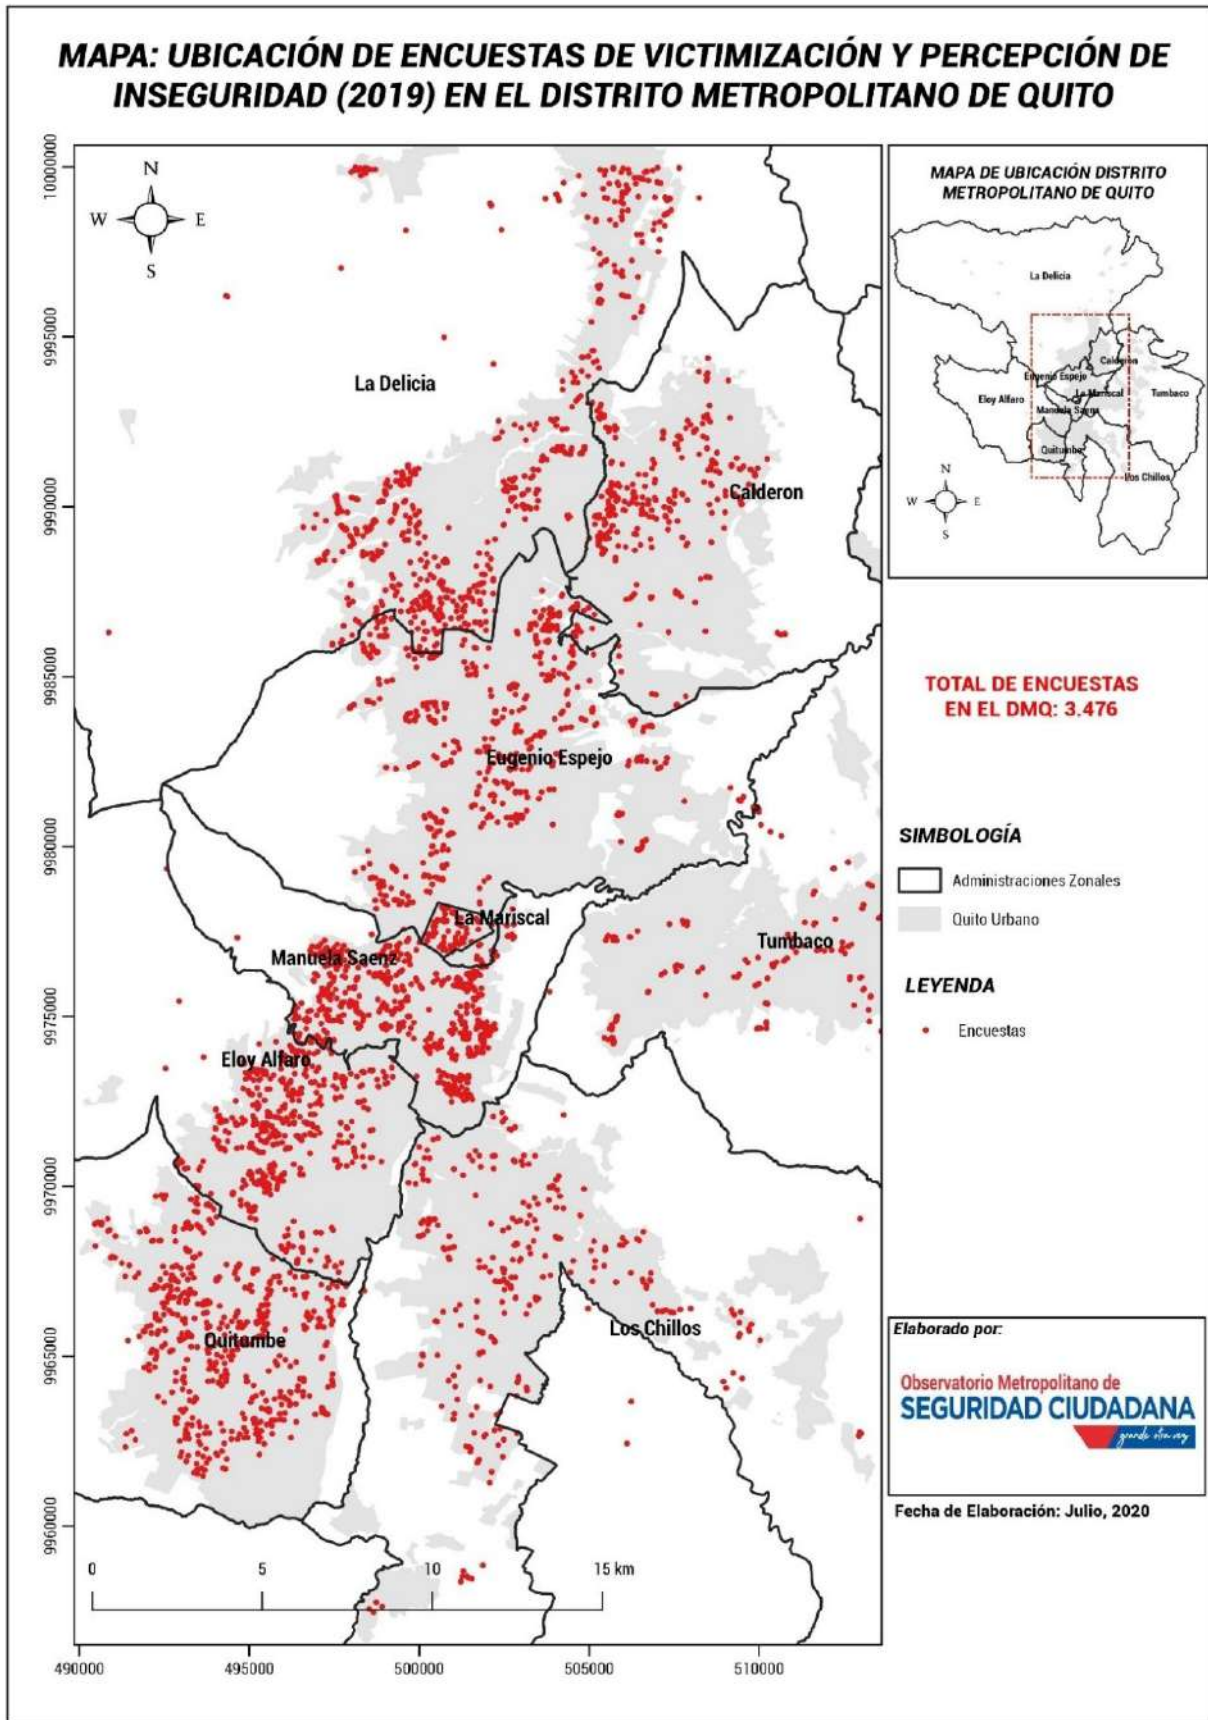 MAPA: UBICACIÓN DE ENCUESTAS DE VICTIMIZACIÓN Y PERCEPCIÓN DE
INSEGURIDAD (2019) EN EL DISTRITO METROPOLITANO DE QUITO
10000000
9995000
9990000
9985000
9980000
9975000
9970000
9965000
9960000
N
W
E
S
La Delicia
Calderon
Eugenio Espejo
La Mariscal
Manuela Saenz
Tumbaco
Eloy Alfaro
Quitumbe
Los Chillos
0
5
10
15 km
490000
495000
500000
505000
510000
MAPA DE UBICACIÓN DISTRITO
METROPOLITANO DE QUITO
La Delicia
Calderon
Eugenio Espejo
Eloy Alfaro
La Mariscal
Tumbaco
Manuela Saenz
Quitumbe
Los Chillos
N
W
E
S
TOTAL DE ENCUESTAS
EN EL DMQ: 3.476
SIMBOLOGÍA
Administraciones Zonales
Quito Urbano
LEYENDA
Encuestas
Elaborado por:
Observatorio Metropolitano de
SEGURIDAD CIUDADANA
grande otra vez
Fecha de Elaboración: Julio, 2020